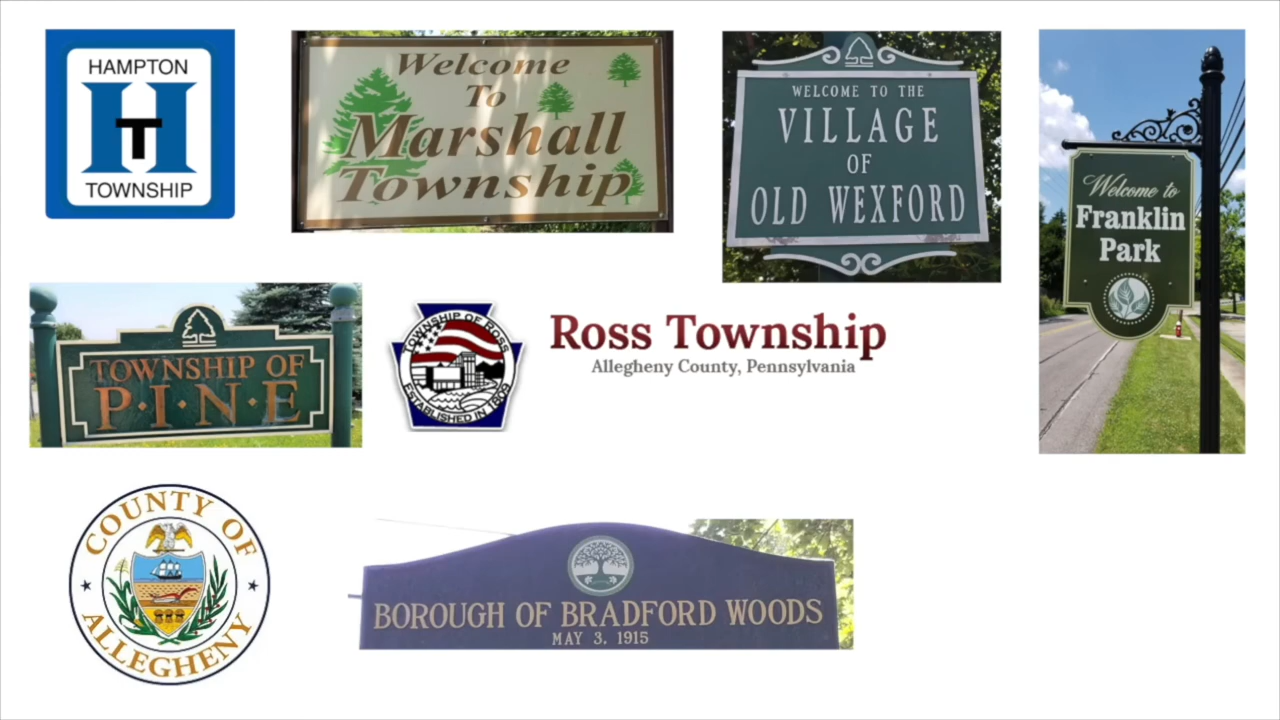 HAMPTON
H
T
TOWNSHIP
Welcome
To
Marshall
Township
WELCOME TO THE
VILLAGE
OF
OLD WEXFORD
Welcome to
Franklin
Park
TOWNSHIP OF
P·I·N·E
TOWNSHIP OF ROSS
ESTABLISHED IN 1809
Ross Township
Allegheny County, Pennsylvania
COUNTY OF
ALLEGHENY
BOROUGH OF BRADFORD WOODS
MAY 3, 1915